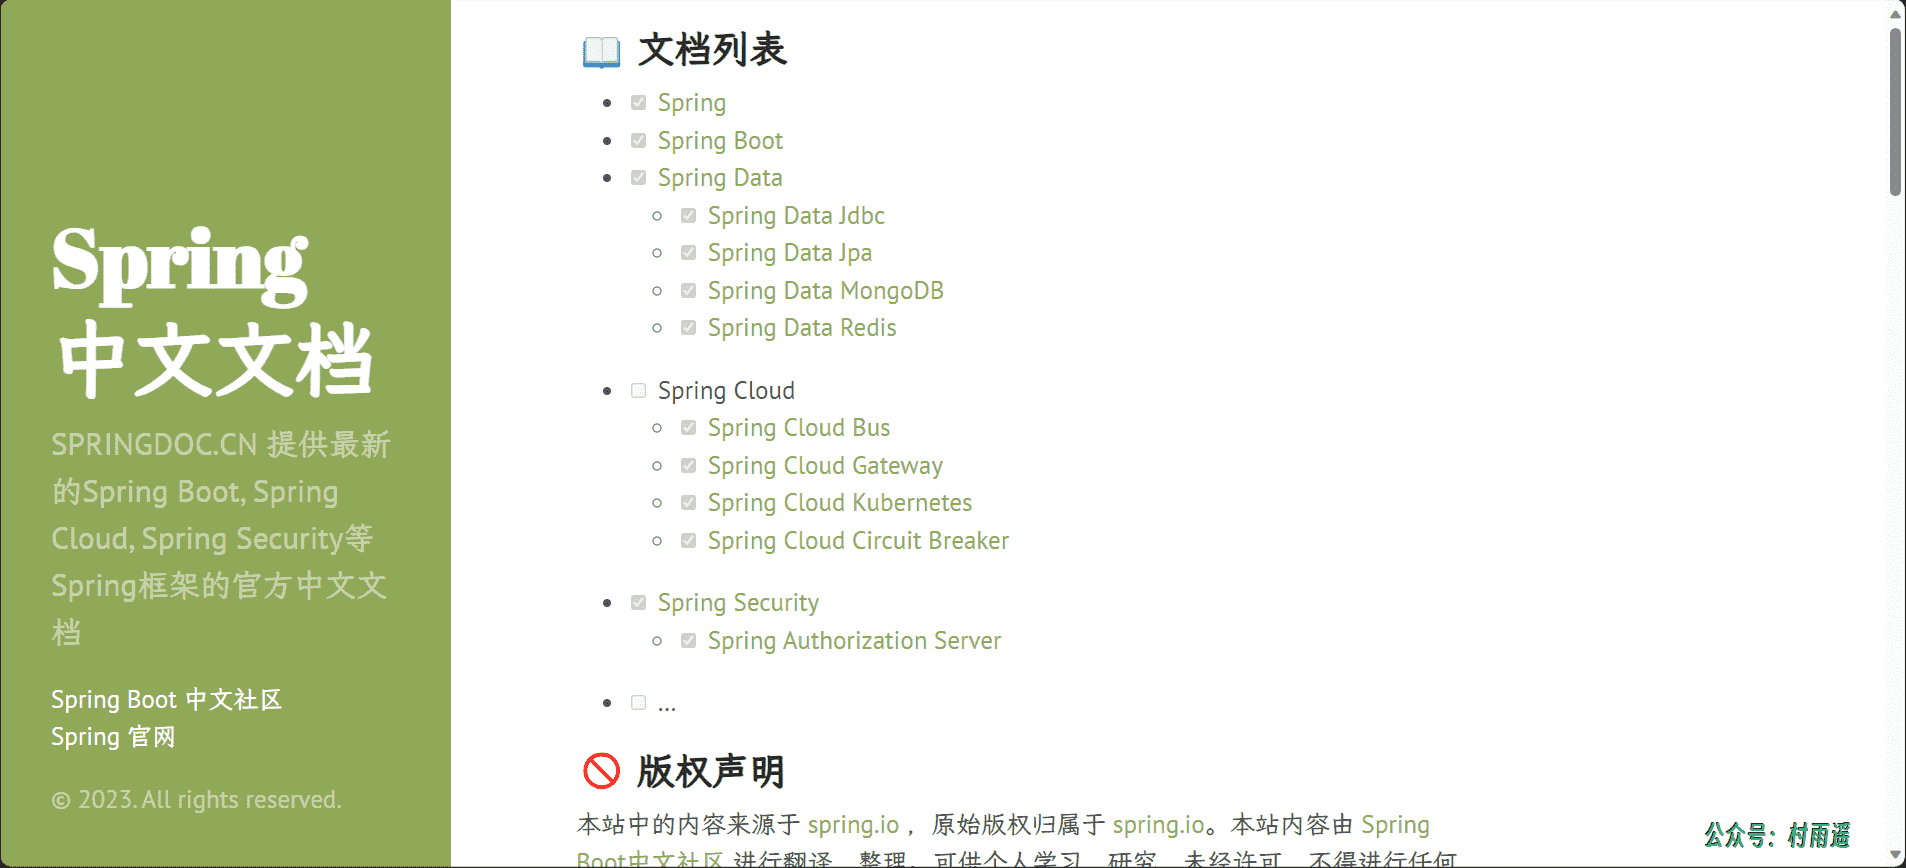 Spring
中文文档
SPRINGDOC.CN 提供最新
的Spring Boot, Spring
Cloud, Spring Security等
Spring框架的官方中文文
档
Spring Boot 中文社区
Spring 官网
© 2023. All rights reserved.
文档列表
Spring
Spring Boot
Spring Data
Spring Data Jdbc
Spring Data Jpa
Spring Data MongoDB
Spring Data Redis
Spring Cloud
Spring Cloud Bus
Spring Cloud Gateway
Spring Cloud Kubernetes
Spring Cloud Circuit Breaker
Spring Security
Spring Authorization Server
...
版权声明
本站中的内容来源于 spring.io ，原始版权归属于 spring.io。本站内容由 Spring
Boot中文社区 进行翻译、整理。可供个人学习、研究，未经许可，不得进行任何
公众号：村雨遥